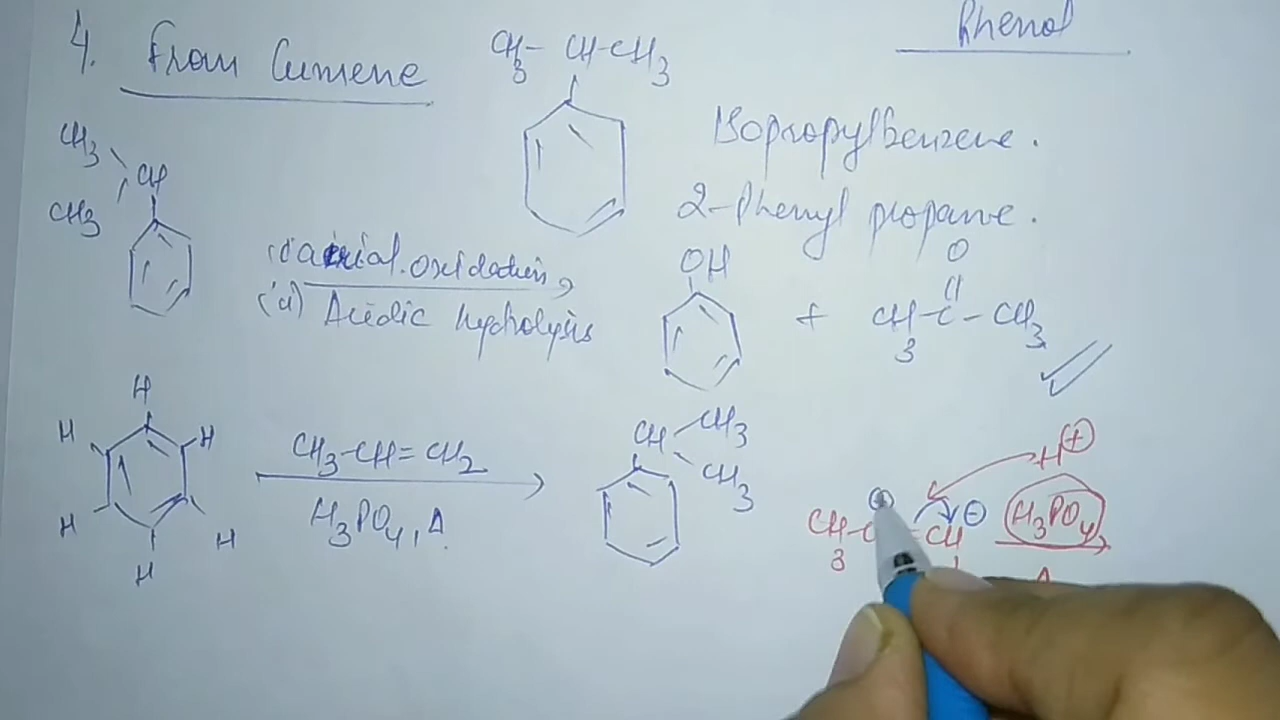 Phenol
4. From Cumene
CH3-CH-CH3
Isopropylbenzene.
2-Phenyl propane.
CH3
CH
CH3
(i) aerial oxidation
(ii) Acidic hydrolysis
OH
+
O
CH3-C-CH3
H
H
H
H
H
H
CH3-CH=CH2
H3PO4, Δ
CH
CH3
CH3
H⊕
⊕
⊖
CH3-C
=CH
H3PO4